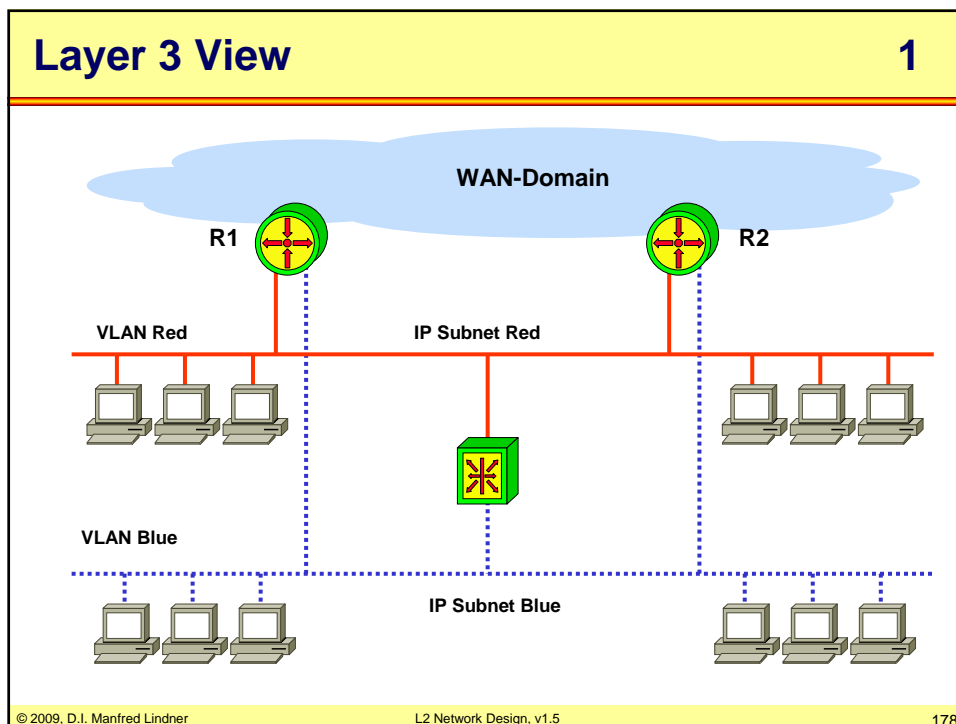 Layer 3 View 1
WAN-Domain
R1
R2
VLAN Red
IP Subnet Red
VLAN Blue
IP Subnet Blue
© 2009, D.I. Manfred Lindner
L2 Network Design, v1.5
178